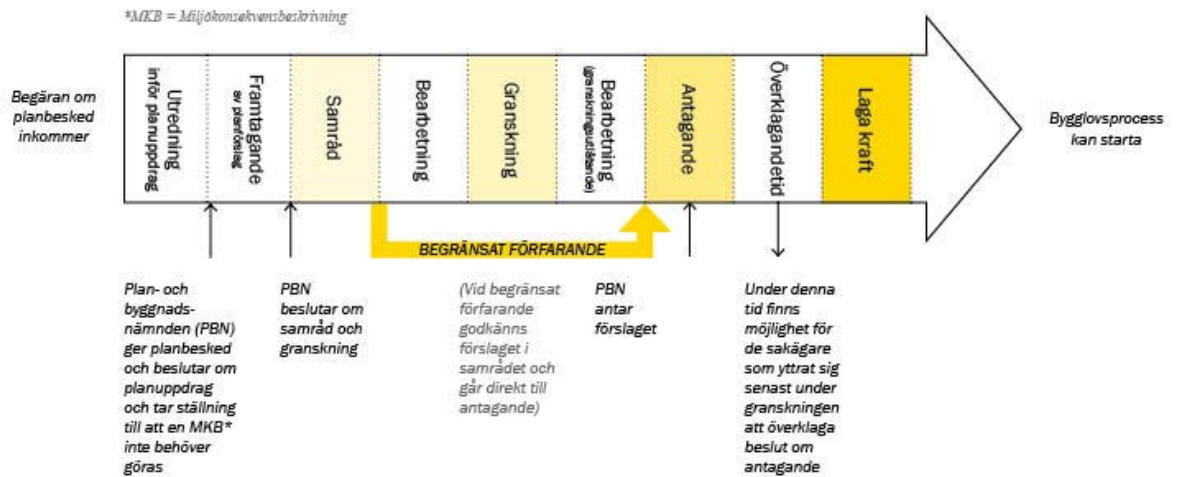 *MKB = Miljökonsekvensbeskrivning
Begäran om
planbesked
inkommer
Utredning
inför planuppdrag
Framtagande
av planförslag
Samråd
Bearbetning
Granskning
Bearbetning
(granskningsutlåtande)
Antagande
Överklagandetid
Laga kraft
Bygglovsprocess
kan starta
BEGRÄNSAT FÖRFARANDE
Plan- och
byggnads-
nämnden (PBN)
ger planbesked
och beslutar om
planuppdrag
och tar ställning
till att en MKB*
inte behöver
göras
PBN
beslutar om
samråd och
granskning
(Vid begränsat
förfarande
godkänns
förslaget i
samrådet och
går direkt till
antagande)
PBN
antar
förslaget
Under denna
tid finns
möjlighet för
de sakägare
som yttrat sig
senast under
granskningen
att överklaga
beslut om
antagande